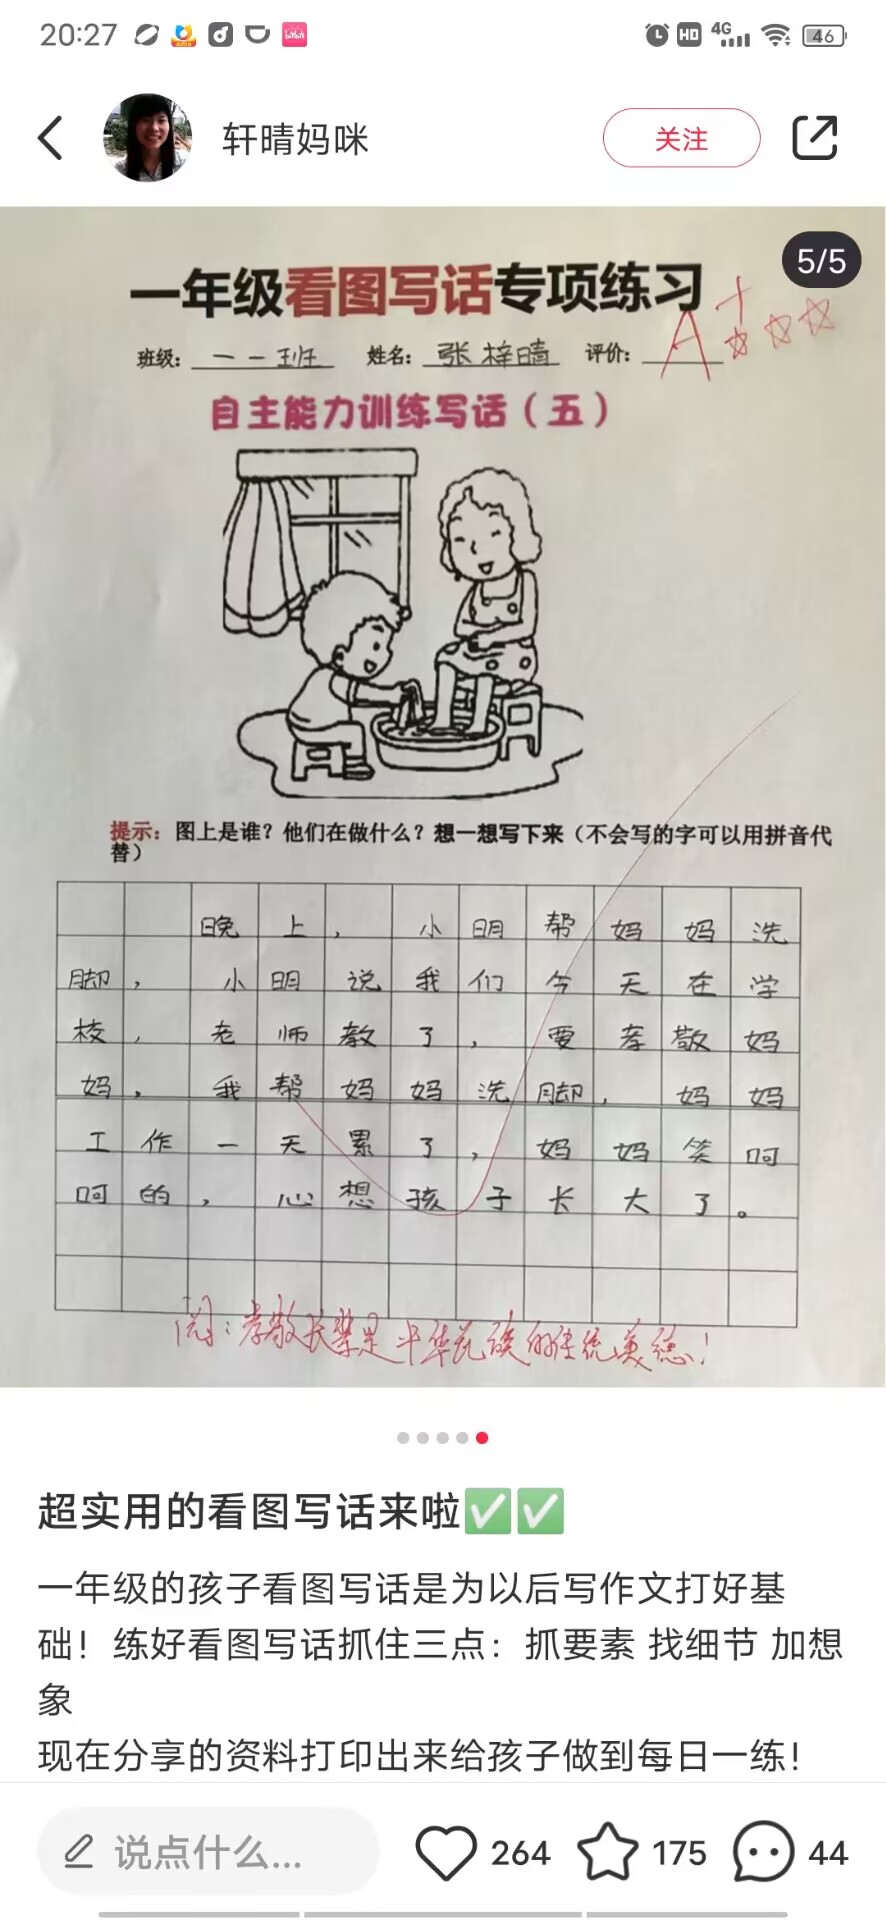 20:27
HD 4G 46
轩晴妈咪
关注
5/5
一年级看图写话专项练习
班级：一一班 姓名：张梓晴 评价：A+
自主能力训练写话（五）
提示：图上是谁？他们在做什么？想一想写下来（不会写的字可以用拼音代
替）
晚上，小明帮妈妈洗
脚，小明说我们今天在学
校，老师教了，要孝敬妈
妈，我帮妈妈洗脚，妈妈
工作一天累了，妈妈笑呵
呵的，心想孩子长大了。
孝敬长辈是中华民族的传统美德！
超实用的看图写话来啦✅✅
一年级的孩子看图写话是为以后写作文打好基
础！练好看图写话抓住三点：抓要素 找细节 加想
象
现在分享的资料打印出来给孩子做到每日一练！
说点什么... 264 175 44